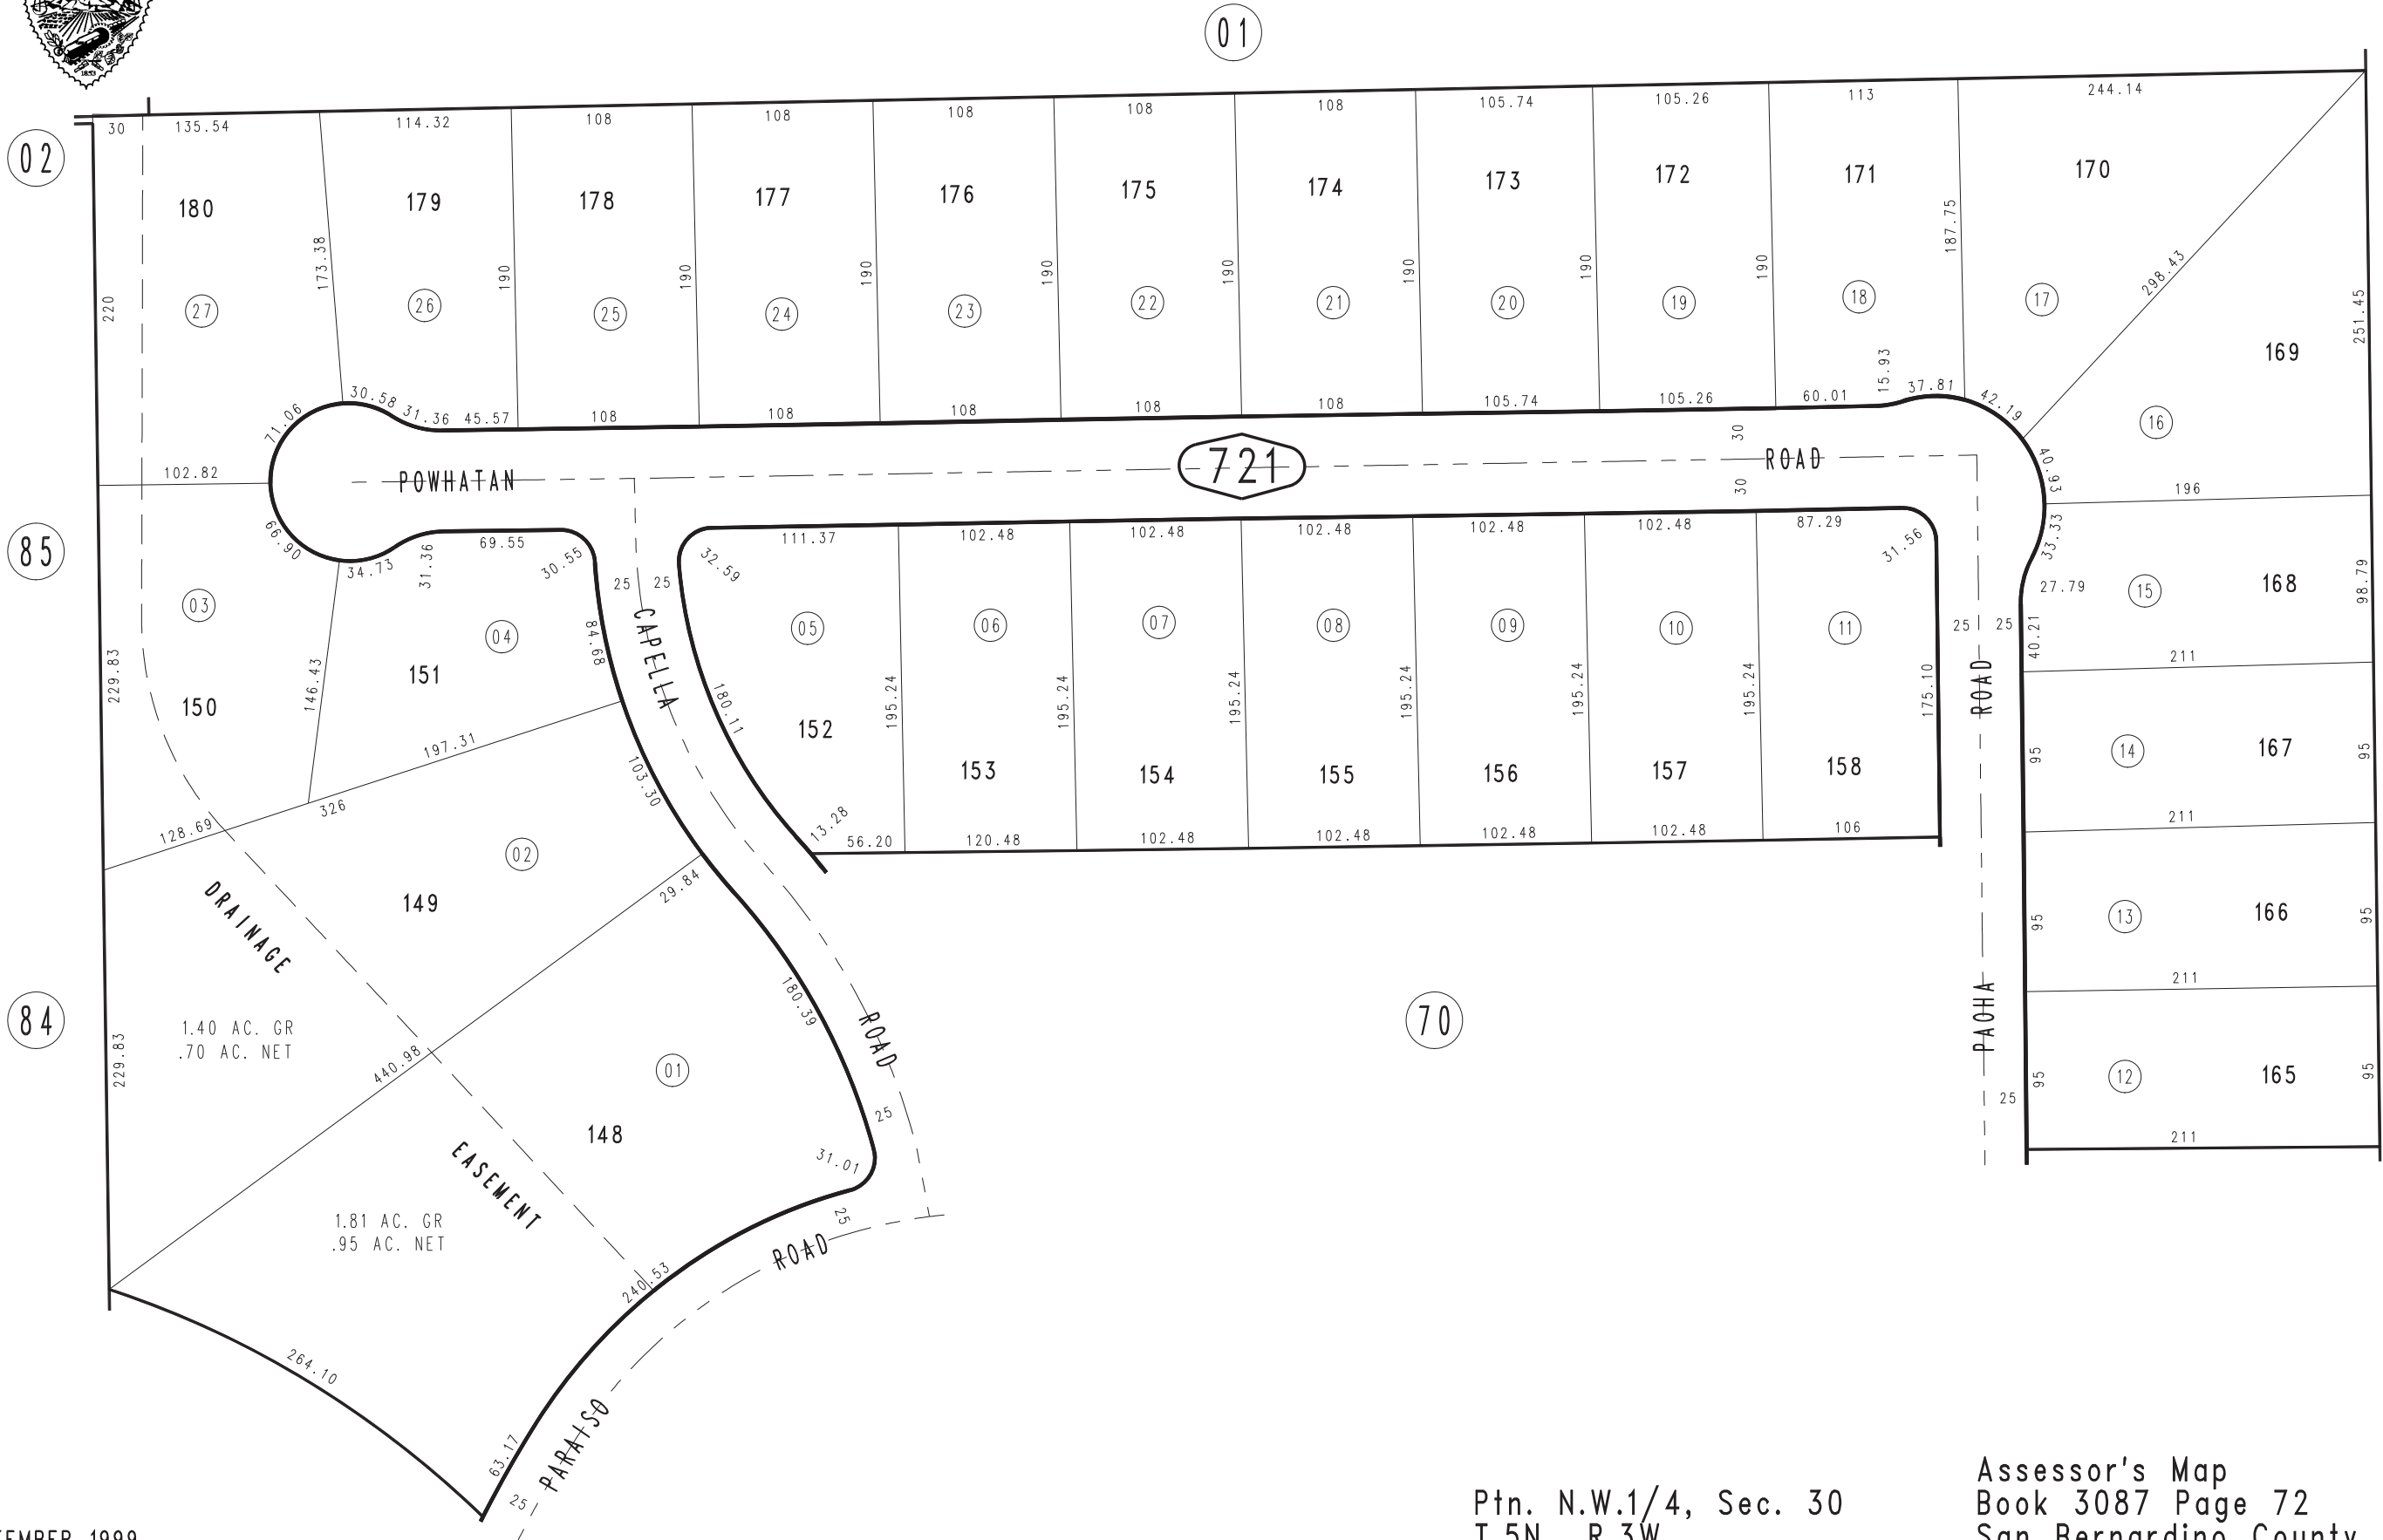 01
1853
30 135.54 114.32 108 108 108 108 108 105.74 105.26 113 244.14
02
180 179 178 177 176 175 174 173 172 171 170
220 173.38 190 190 190 190 190 190 190 190 187.75 298.43 251.45
27 26 25 24 23 22 21 20 19 18 17
169
16
71.06 30.58 31.36 45.57 108 108 108 108 108 105.74 105.26 60.01 15.93 37.81 42.19 40.93
102.82
POWHATAN 721 ROAD
30
30
196
85
66.90 34.73 31.36 69.55 30.55 25 25 32.59 111.37 102.48 102.48 102.48 102.48 102.48 87.29 31.56
33.33
27.79
15 168 98.79
40.21
211
03 04 05 06 07 08 09 10 11
229.83 150 146.43 151 84.68 CAPELLA 180.11 152
195.24 195.24 195.24 195.24 195.24 195.24 175.10
25 25
ROAD
153 154 155 156 157 158
128.69 326 197.31 103.30
13.28 56.20 120.48 102.48 102.48 102.48 102.48 106
95 14 167 95
211
02
149
29.84
DRAINAGE
95 13 166 95
211
84
1.40 AC. GR
.70 AC. NET
229.83
440.98
180.39
ROAD
70
PAOHA
01
148
25
25
95 12 165 95
211
EASEMENT
31.01
1.81 AC. GR
.95 AC. NET
25
ROAD
240.53
264.10
63.17
PARAISO
25
Ptn. N.W.1/4, Sec. 30
T.5N., R.3W.
Assessor's Map
Book 3087 Page 72
San Bernardino County
1999